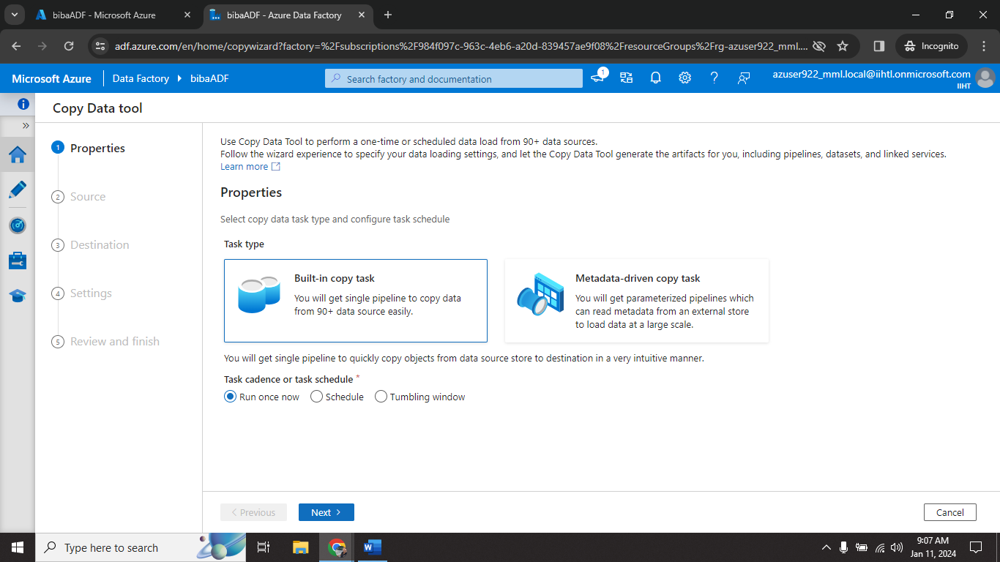 bibaADF - Microsoft Azure
bibaADF - Azure Data Factory
adf.azure.com/en/home/copywizard?factory=%2Fsubscriptions%2F984f097c-963c-4eb6-a20d-839457ae9f08%2FresourceGroups%2Frg-azuser922_mml....
Incognito
Microsoft Azure
Data Factory
bibaADF
Search factory and documentation
1
azuser922_mml.local@iihtl.onmicrosoft.com
IIHT
Copy Data tool
1 Properties
2 Source
3 Destination
4 Settings
5 Review and finish
Use Copy Data Tool to perform a one-time or scheduled data load from 90+ data sources.
Follow the wizard experience to specify your data loading settings, and let the Copy Data Tool generate the artifacts for you, including pipelines, datasets, and linked services.
Learn more
Properties
Select copy data task type and configure task schedule
Task type
Built-in copy task
You will get single pipeline to copy data
from 90+ data source easily.
Metadata-driven copy task
You will get parameterized pipelines which
can read metadata from an external store
to load data at a large scale.
You will get single pipeline to quickly copy objects from data source store to destination in a very intuitive manner.
Task cadence or task schedule *
Run once now
Schedule
Tumbling window
< Previous
Next >
Cancel
Type here to search
9:07 AM
Jan 11, 2024